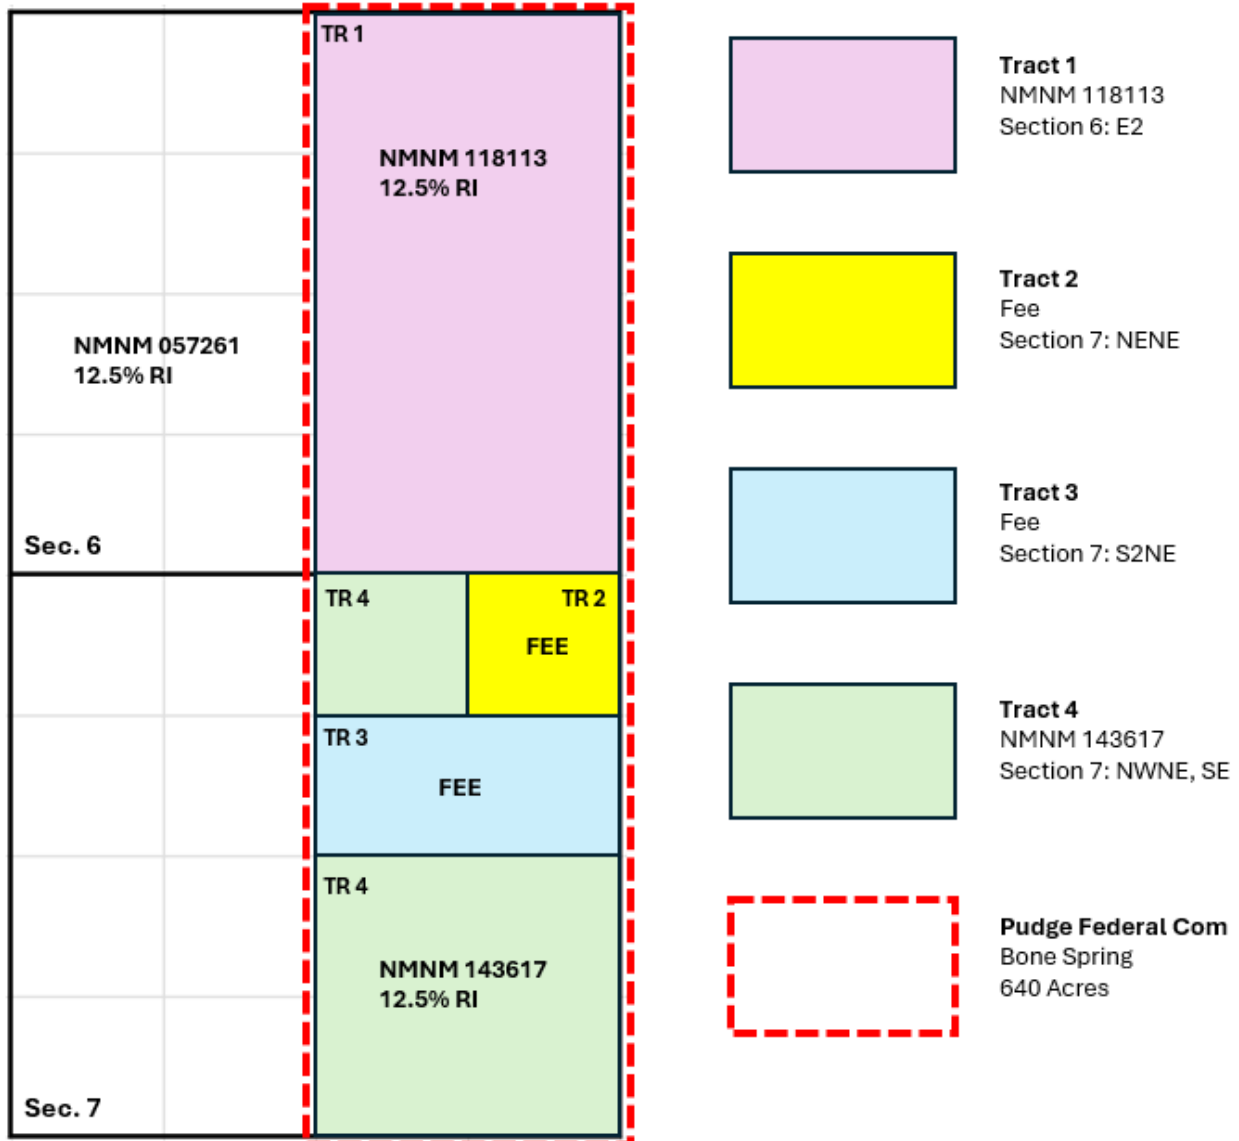 TR 1
NMNM 118113
12.5% RI
NMNM 057261
12.5% RI
Sec. 6
TR 4
TR 2
FEE
TR 3
FEE
TR 4
NMNM 143617
12.5% RI
Sec. 7
Tract 1
NMNM 118113
Section 6: E2
Tract 2
Fee
Section 7: NENE
Tract 3
Fee
Section 7: S2NE
Tract 4
NMNM 143617
Section 7: NWNE, SE
Pudge Federal Com
Bone Spring
640 Acres